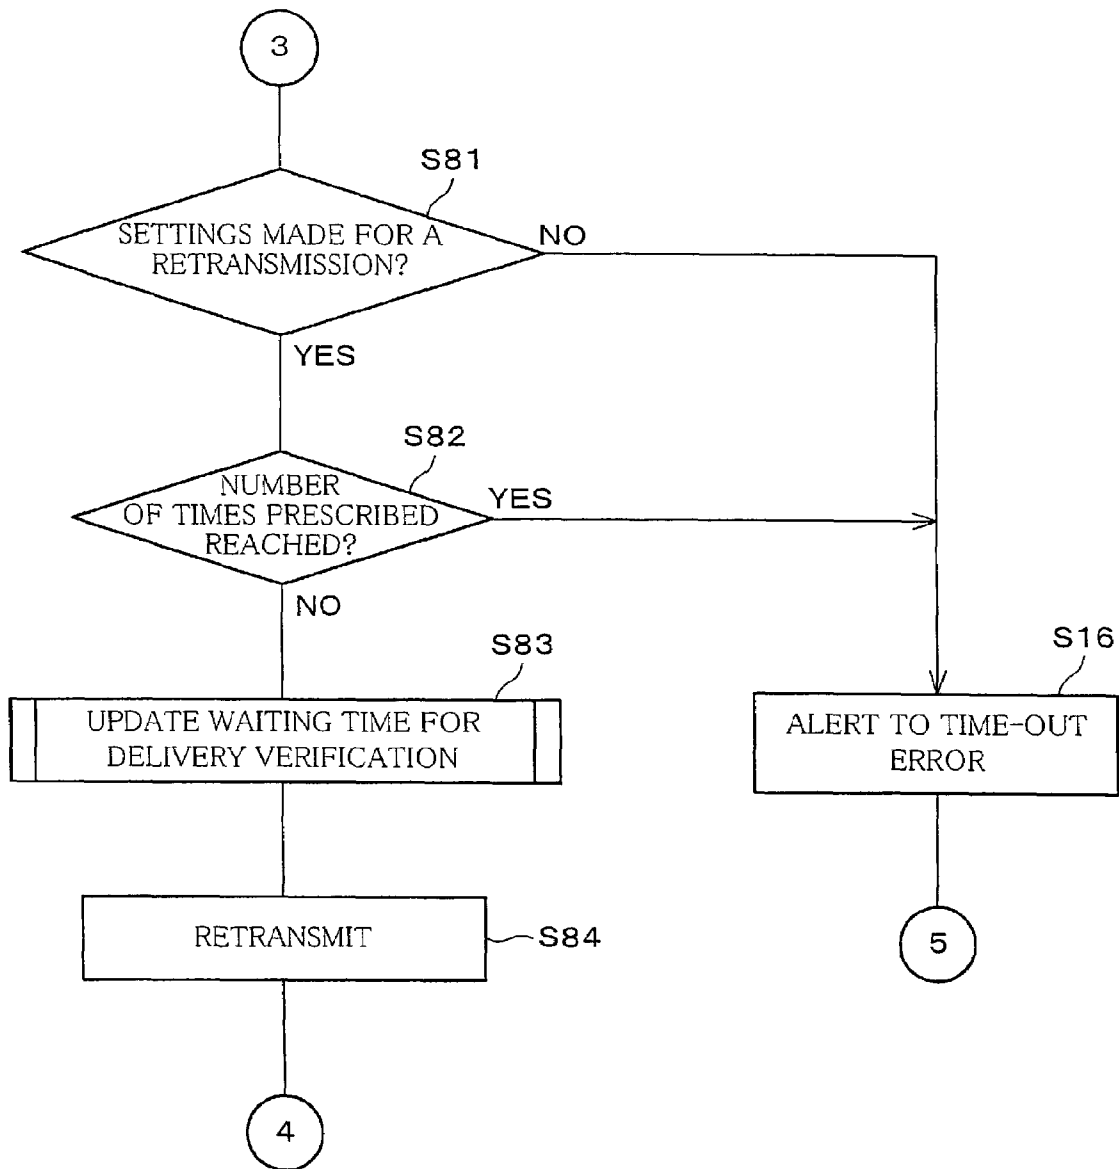 3
S81
SETTINGS MADE FOR A
RETRANSMISSION?
NO
YES
S82
NUMBER
OF TIMES PRESCRIBED
REACHED?
YES
NO
S83
UPDATE WAITING TIME FOR
DELIVERY VERIFICATION
S16
ALERT TO TIME-OUT
ERROR
RETRANSMIT
S84
5
4